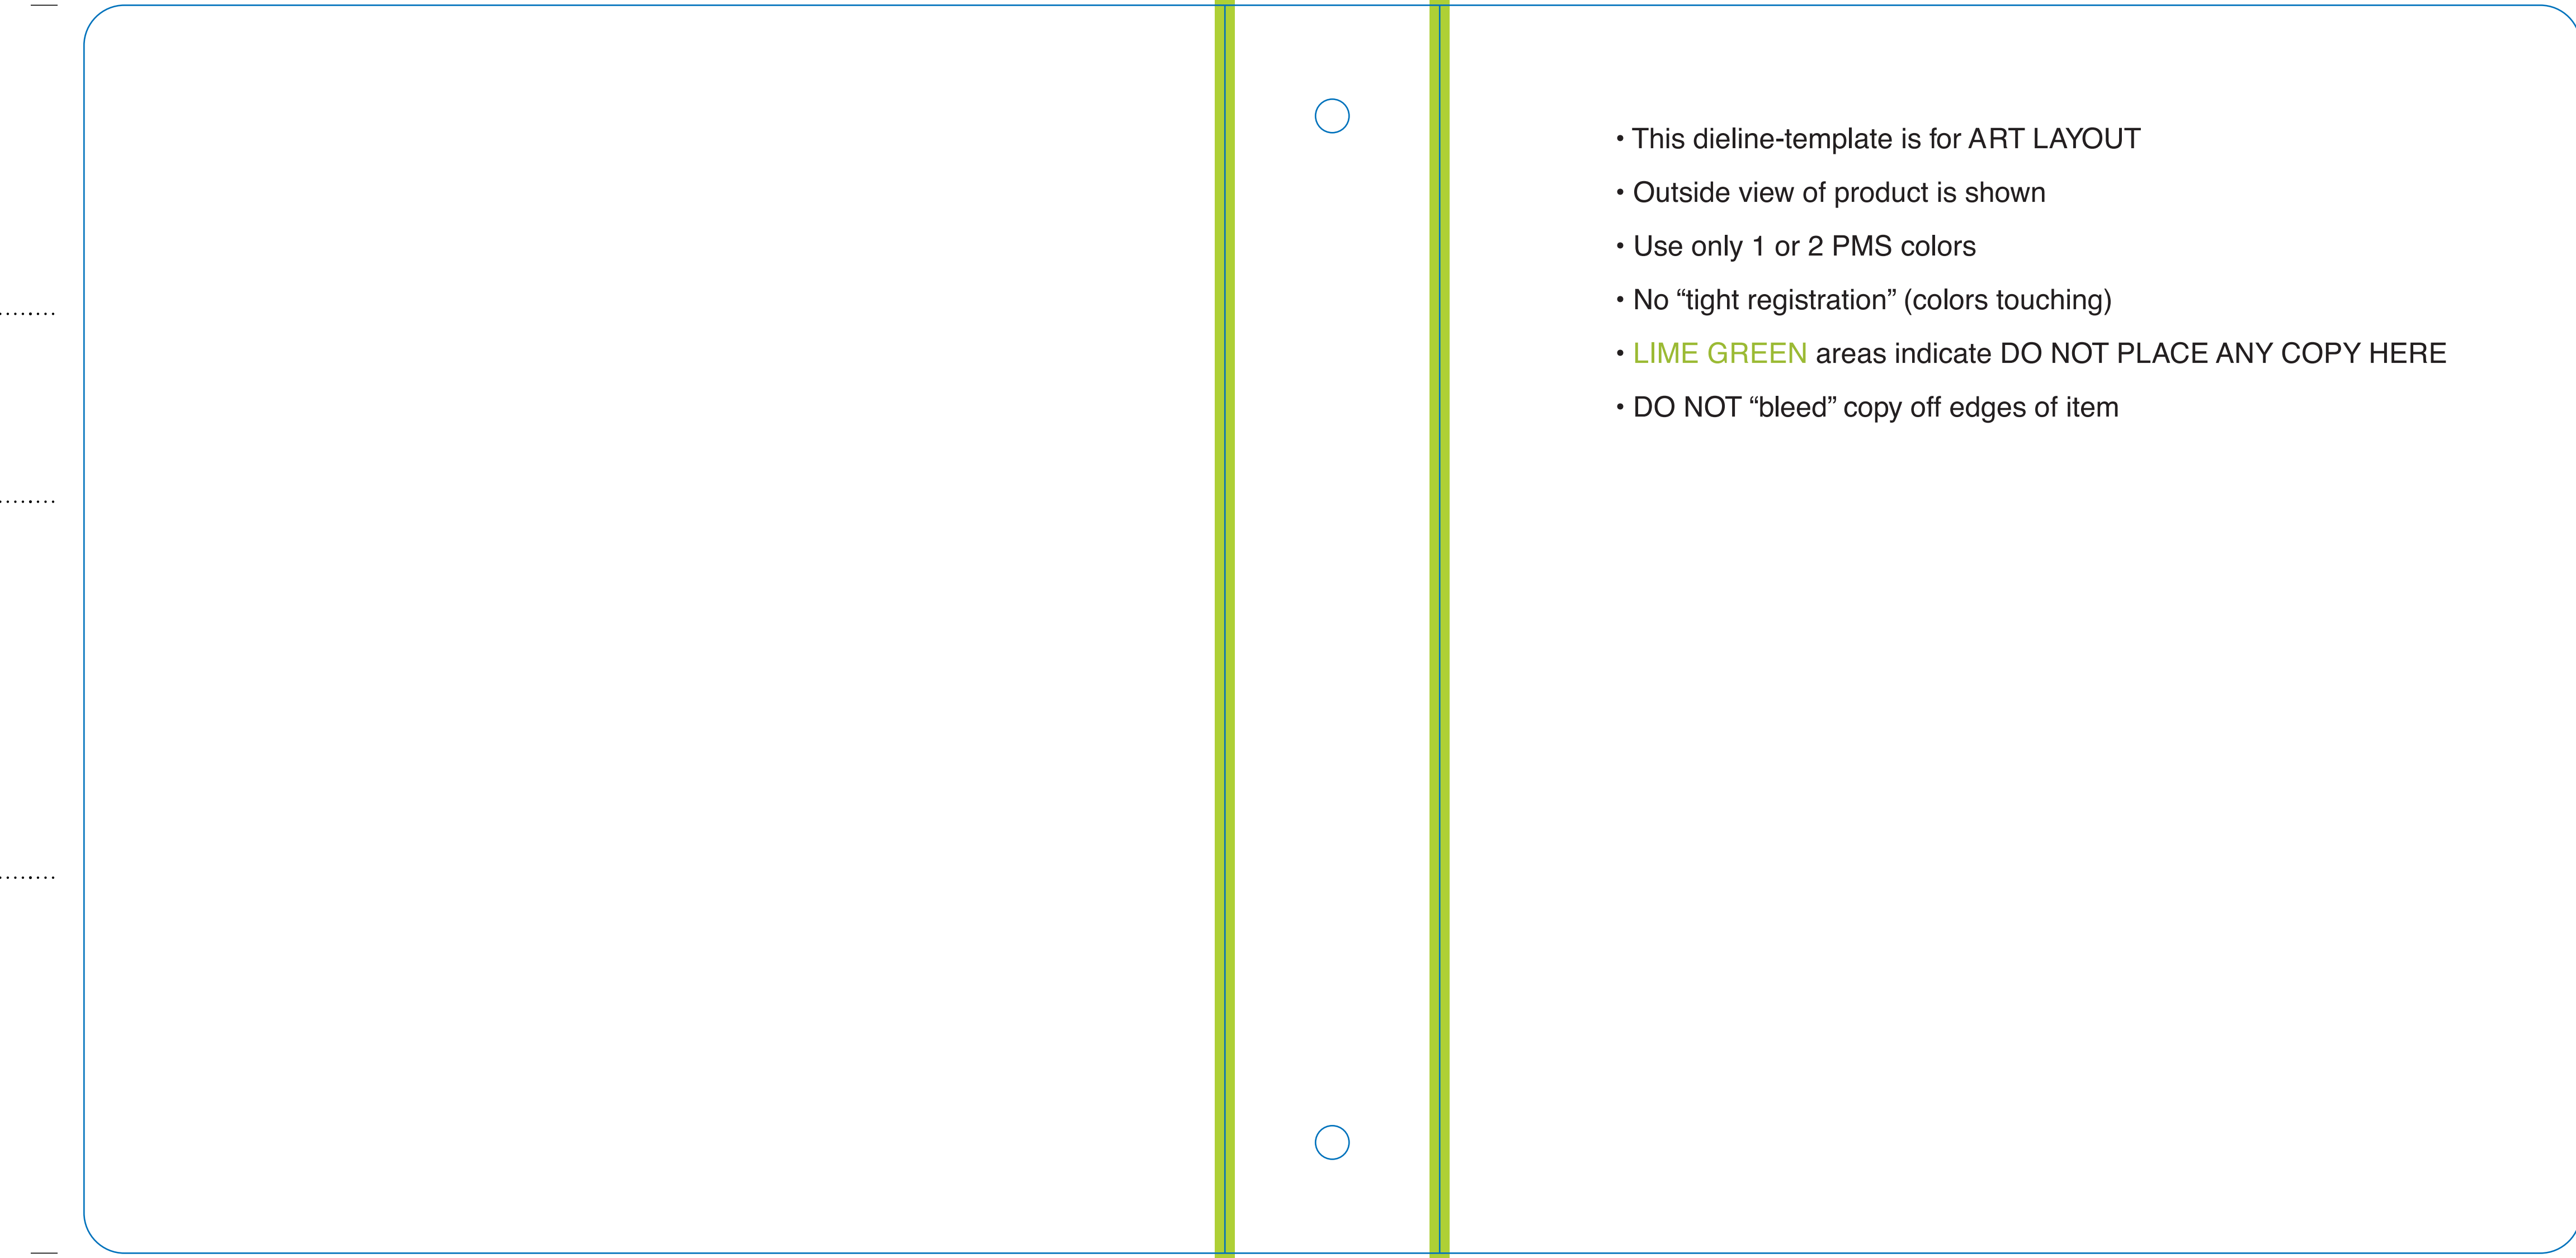 • This dieline-template is for ART LAYOUT
• Outside view of product is shown
• Use only 1 or 2 PMS colors
• No “tight registration” (colors touching)
• LIME GREEN areas indicate DO NOT PLACE ANY COPY HERE
• DO NOT “bleed” copy off edges of item